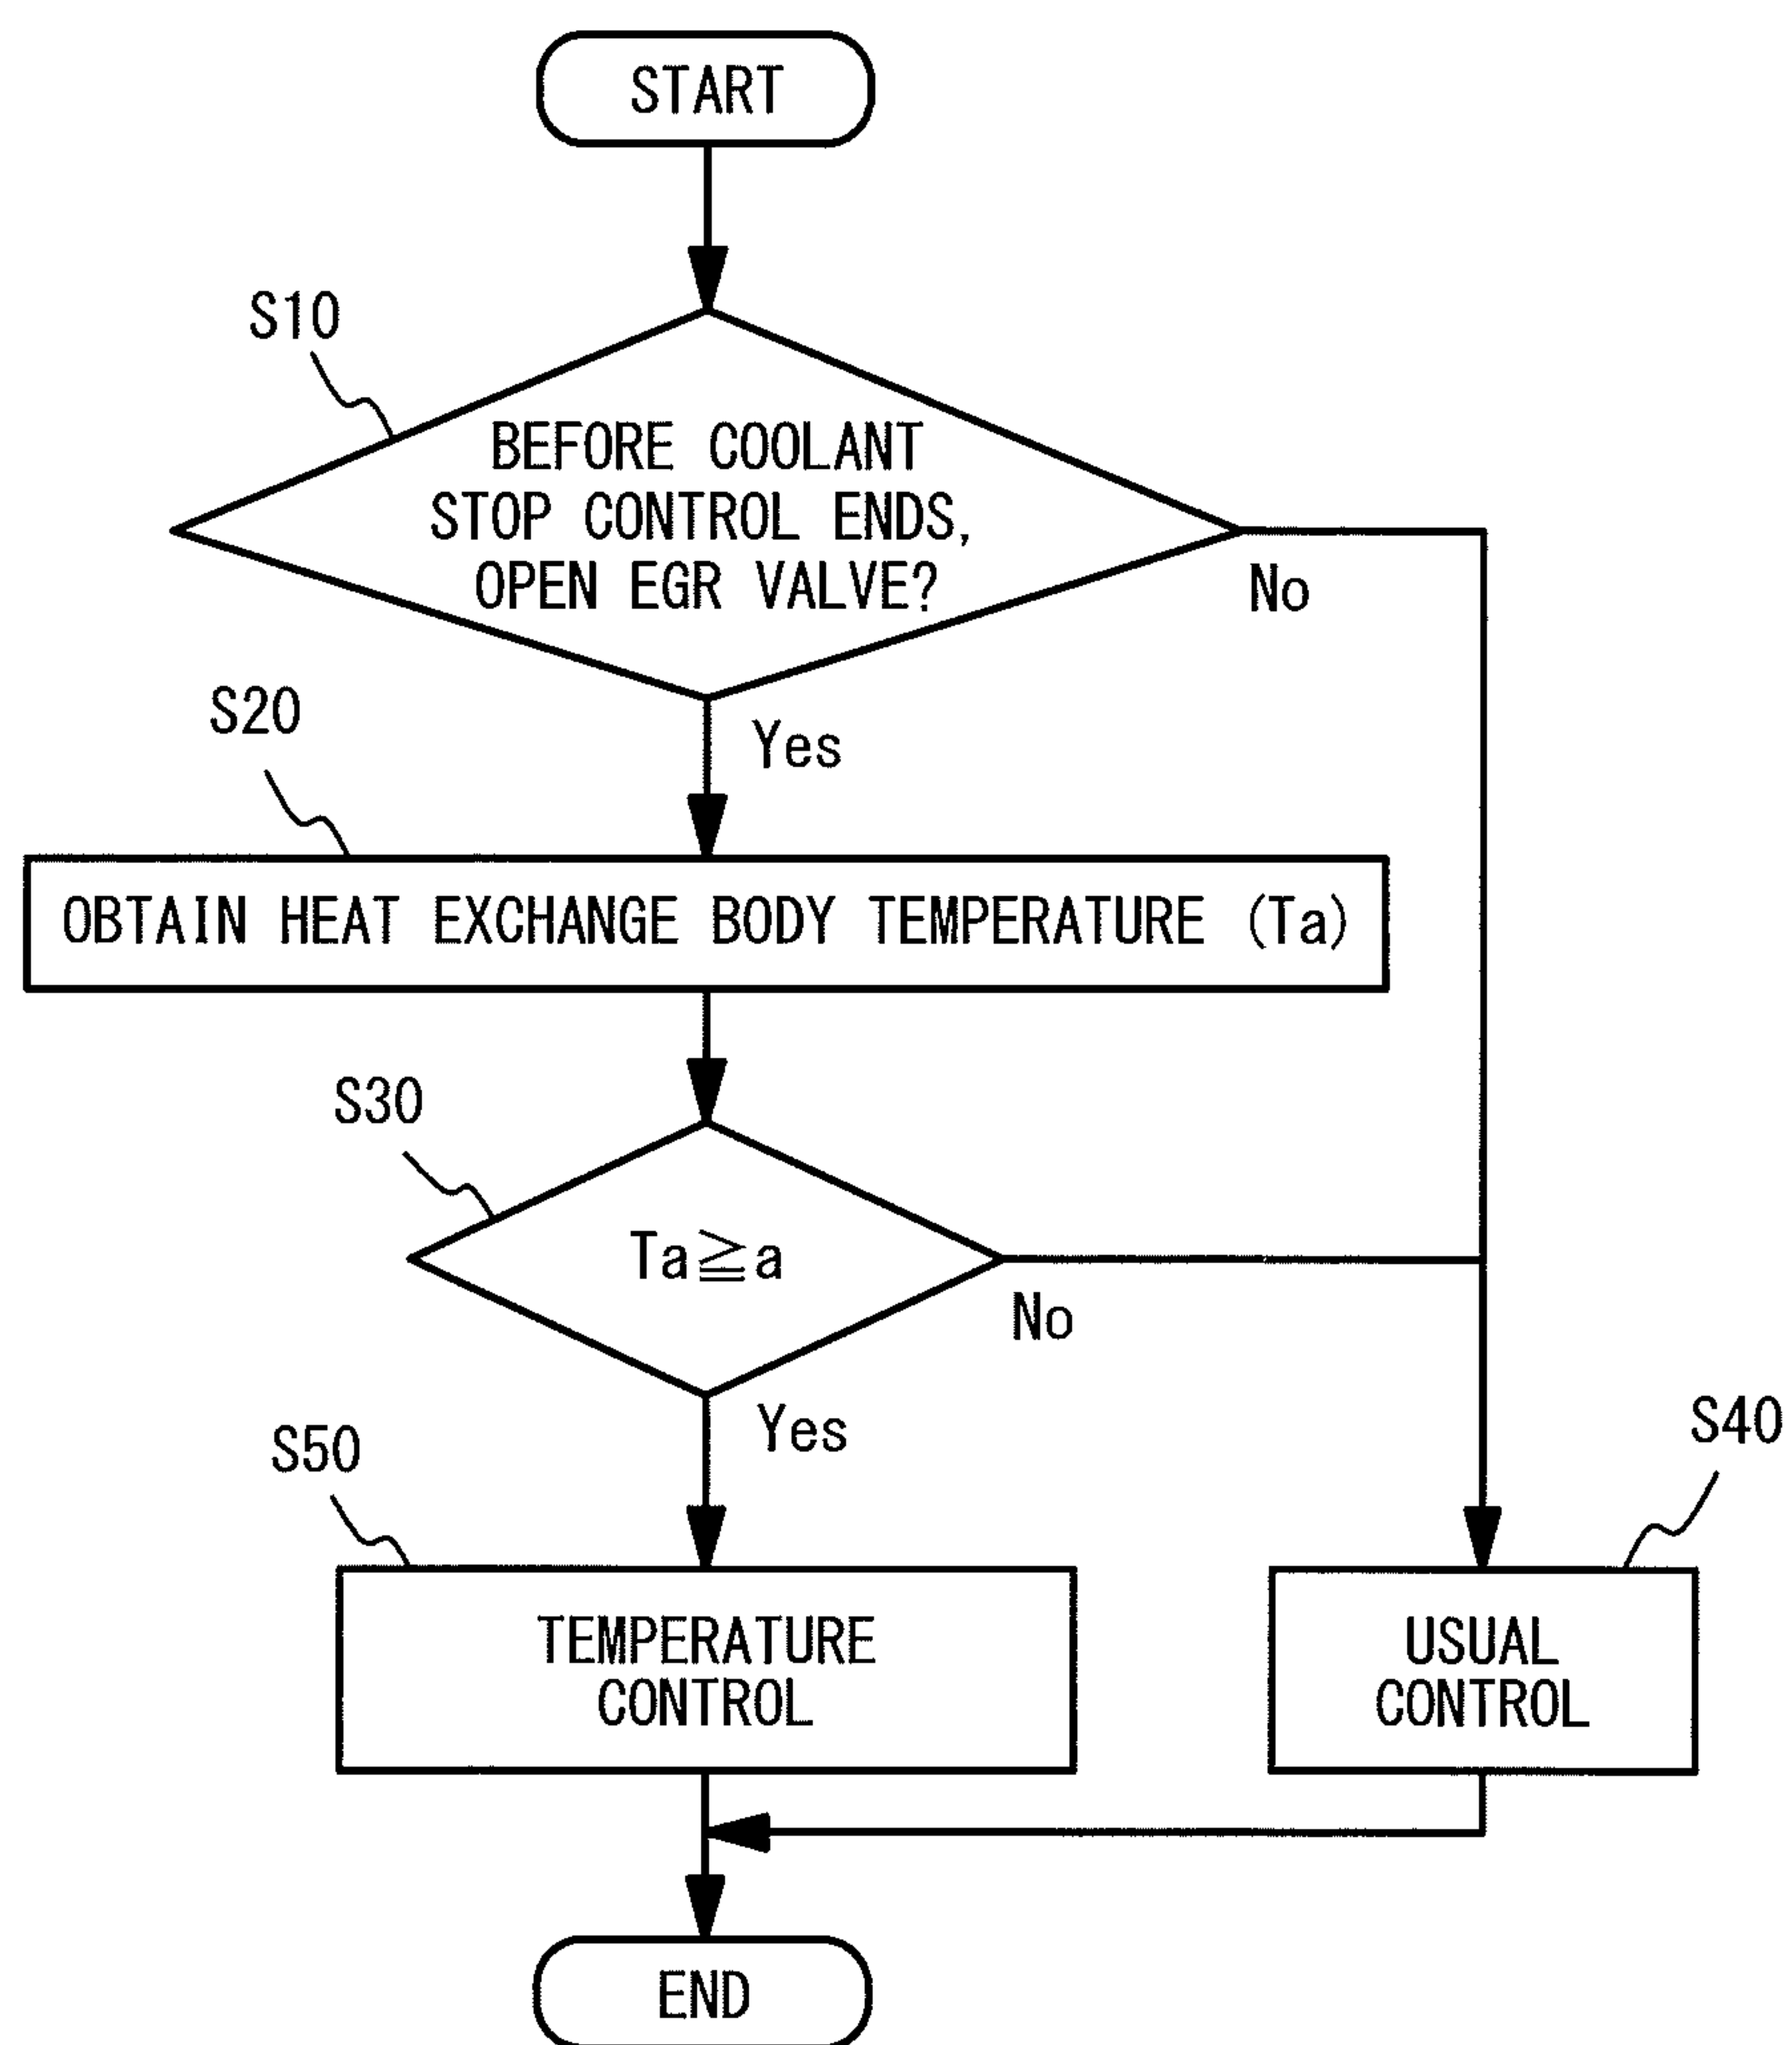 START
S10
BEFORE COOLANT
STOP CONTROL ENDS,
OPEN EGR VALVE?
No
S20
Yes
OBTAIN HEAT EXCHANGE BODY TEMPERATURE (Ta)
S30
Ta≧a
No
Yes
S50
S40
TEMPERATURE
CONTROL
USUAL
CONTROL
END